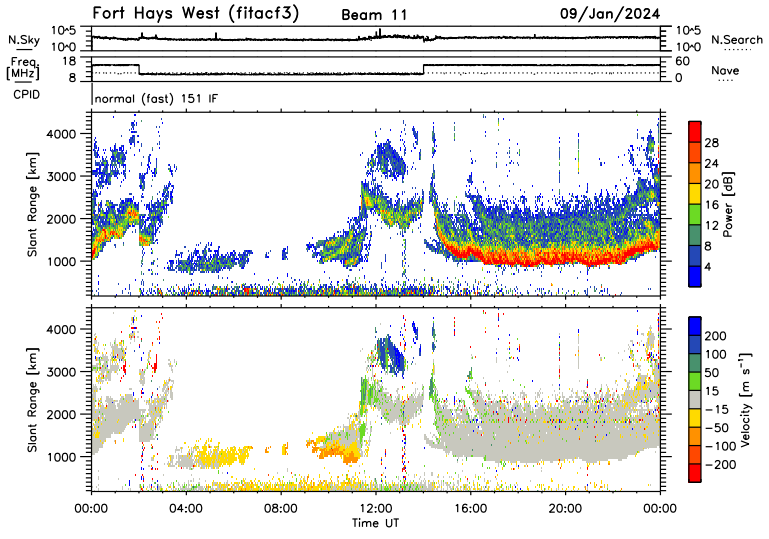 Fort Hays West (fitacf3) Beam 11 09/Jan/2024
N.Sky 10^5 10^0 10^5 10^0 N.Search
Freq. [MHz] 18 8 60 0 Nave
CPID normal (fast) 151 IF
Slant Range [km] 4000 3000 2000 1000
28 24 20 16 12 8 4 Power [dB]
Slant Range [km] 4000 3000 2000 1000
200 100 50 15 -15 -50 -100 -200 Velocity [m s⁻¹]
00:00 04:00 08:00 12:00 16:00 20:00 00:00
Time UT